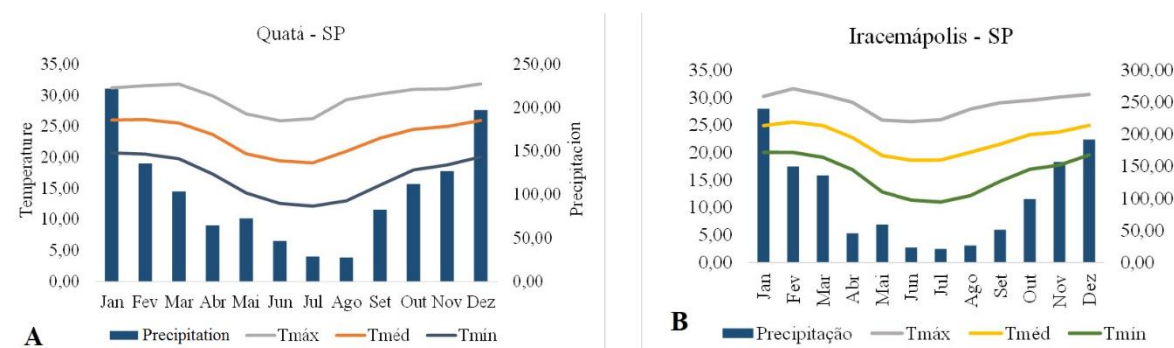 Quatá - SP
35,00
30,00
25,00
20,00
15,00
10,00
5,00
0,00
Temperature
250,00
200,00
150,00
100,00
50,00
0,00
Precipitacion
Jan Fev Mar Abr Mai Jun Jul Ago Set Out Nov Dez
Precipitation Tmáx Tméd Tmin
A
Iracemápolis - SP
35,00
30,00
25,00
20,00
15,00
10,00
5,00
0,00
300,00
250,00
200,00
150,00
100,00
50,00
0,00
Jan Fev Mar Abr Mai Jun Jul Ago Set Out Nov Dez
Precipitação Tmáx Tméd Tmin
B